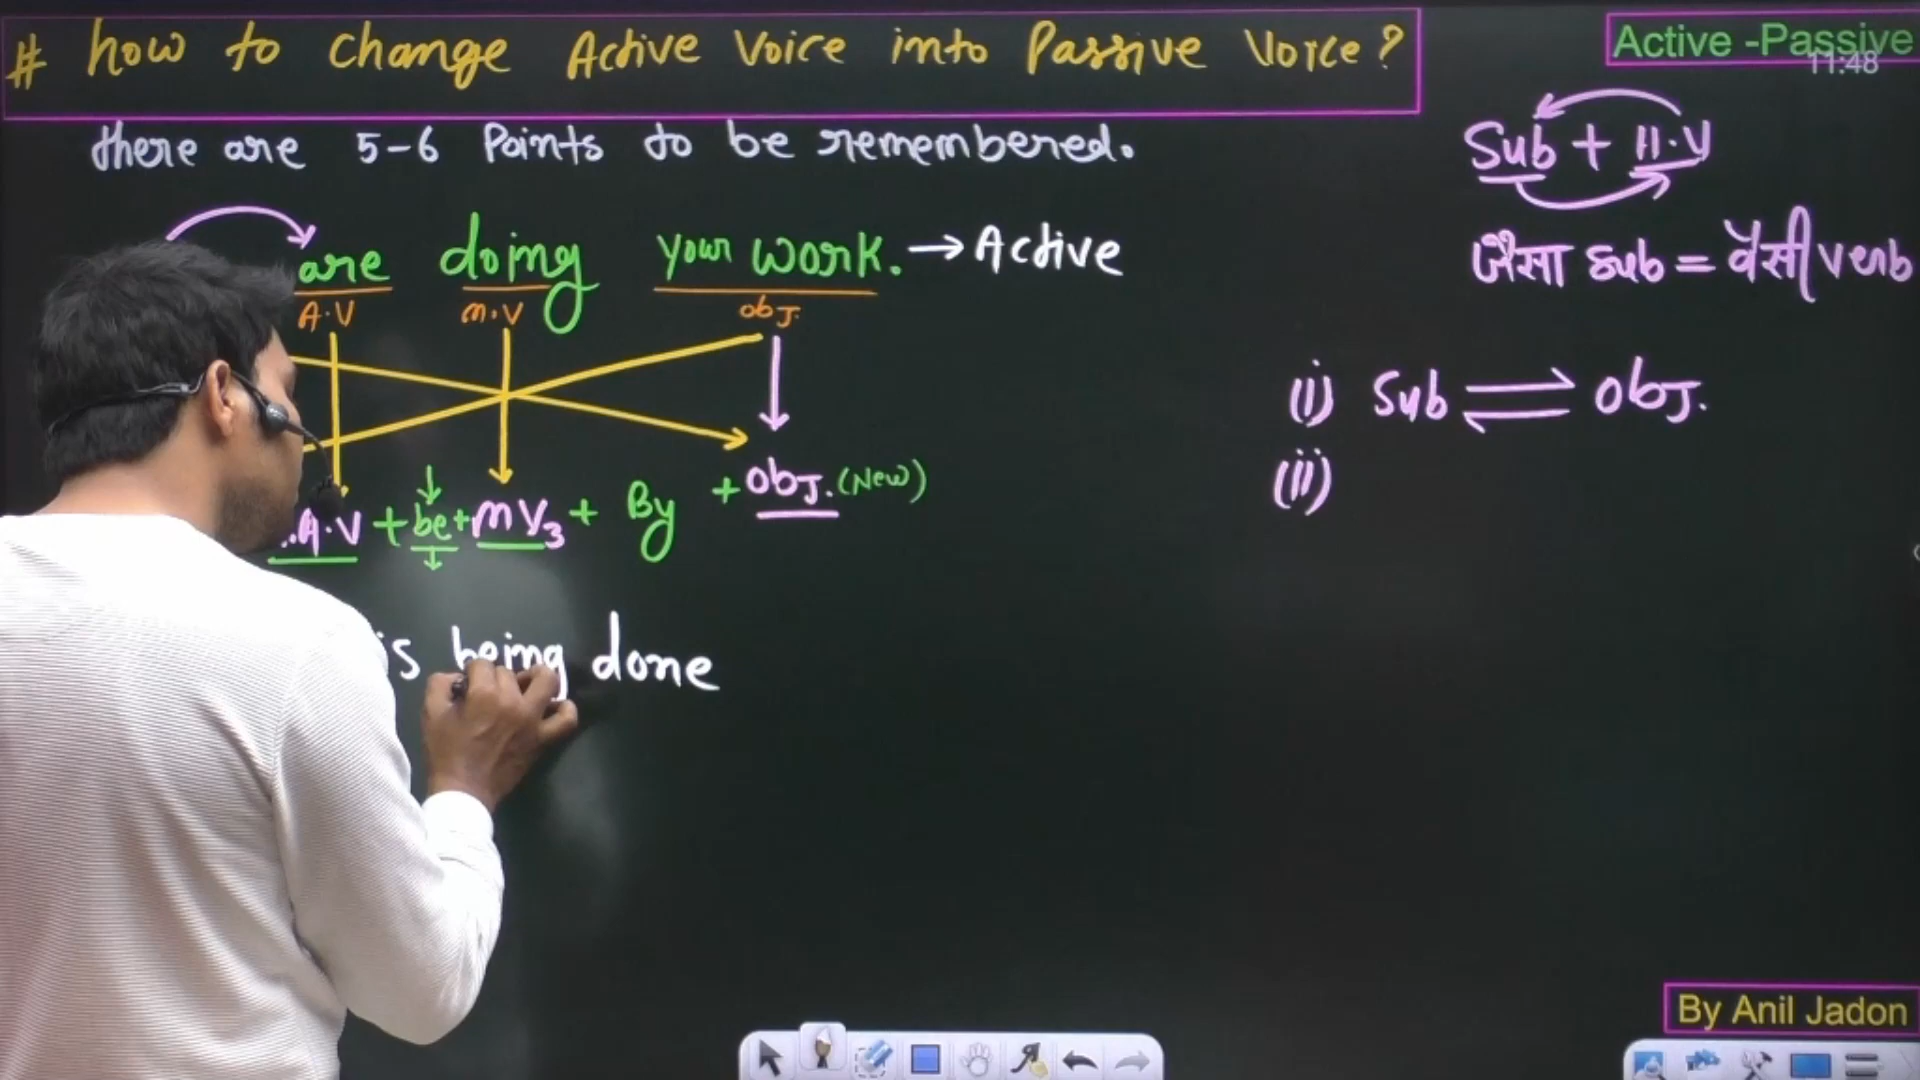 # How to Change Active Voice into Passive Voice?
Active -Passive
11:48
there are 5-6 Points to be remembered.
Sub + H.V
are doing your work. → Active
A.V m.V obj.
जैसा sub = वैसी verb
(i) Sub ⇌ obj.
(ii)
A.V + be + mV3 + By + obj. (New)
is being done
By Anil Jadon